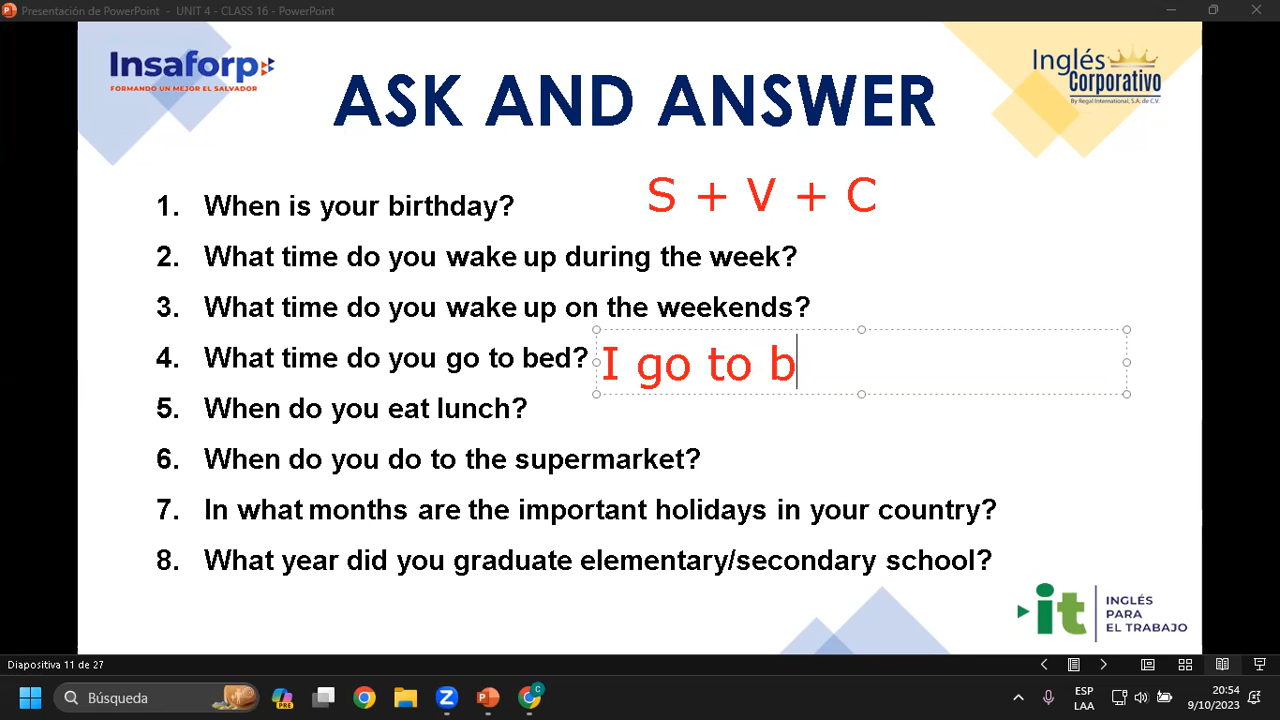 Presentación de PowerPoint - UNIT 4 - CLASS 16 - PowerPoint
Insaforp
FORMANDO UN MEJOR EL SALVADOR
Inglés
Corporativo
By Regal International, S.A. de C.V.
ASK AND ANSWER
S + V + C
1. When is your birthday?
2. What time do you wake up during the week?
3. What time do you wake up on the weekends?
4. What time do you go to bed?
I go to b
5. When do you eat lunch?
6. When do you do to the supermarket?
7. In what months are the important holidays in your country?
8. What year did you graduate elementary/secondary school?
it
INGLÉS
PARA
EL TRABAJO
Diapositiva 11 de 27
Búsqueda
PRE
ESP
LAA
20:54
9/10/2023